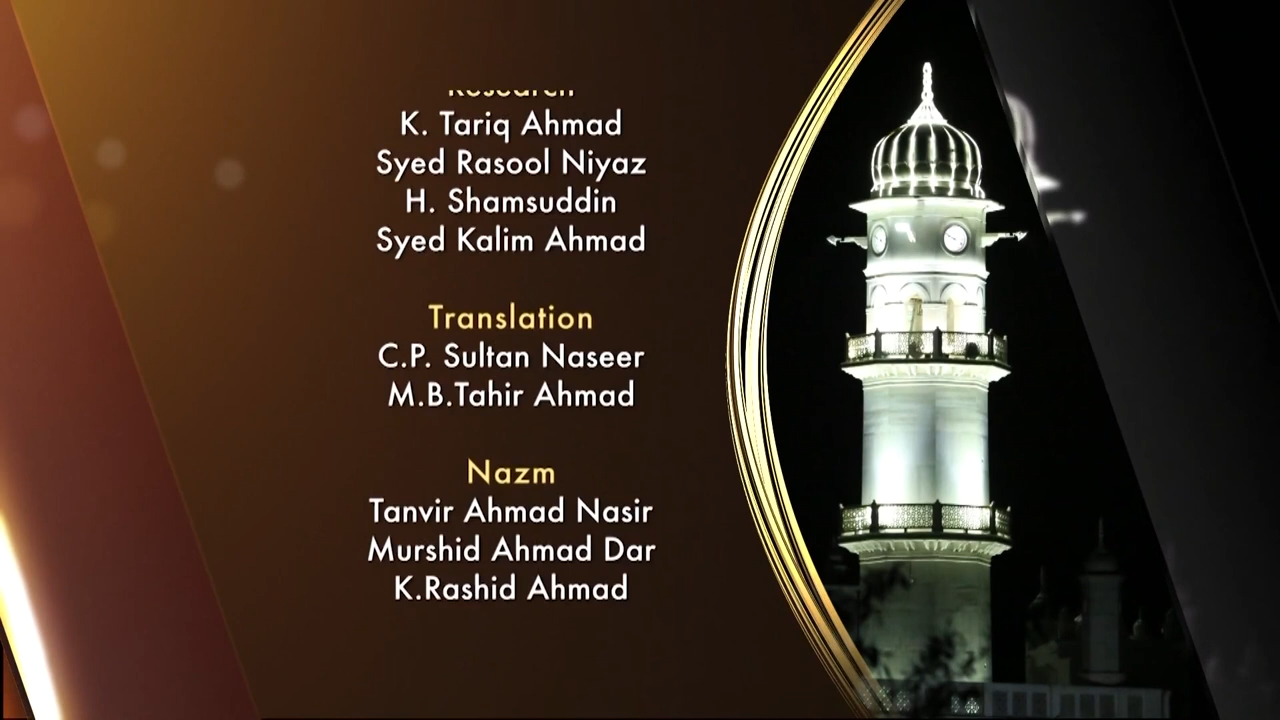 Research
K. Tariq Ahmad
Syed Rasool Niyaz
H. Shamsuddin
Syed Kalim Ahmad
Translation
C.P. Sultan Naseer
M.B.Tahir Ahmad
Nazm
Tanvir Ahmad Nasir
Murshid Ahmad Dar
K.Rashid Ahmad